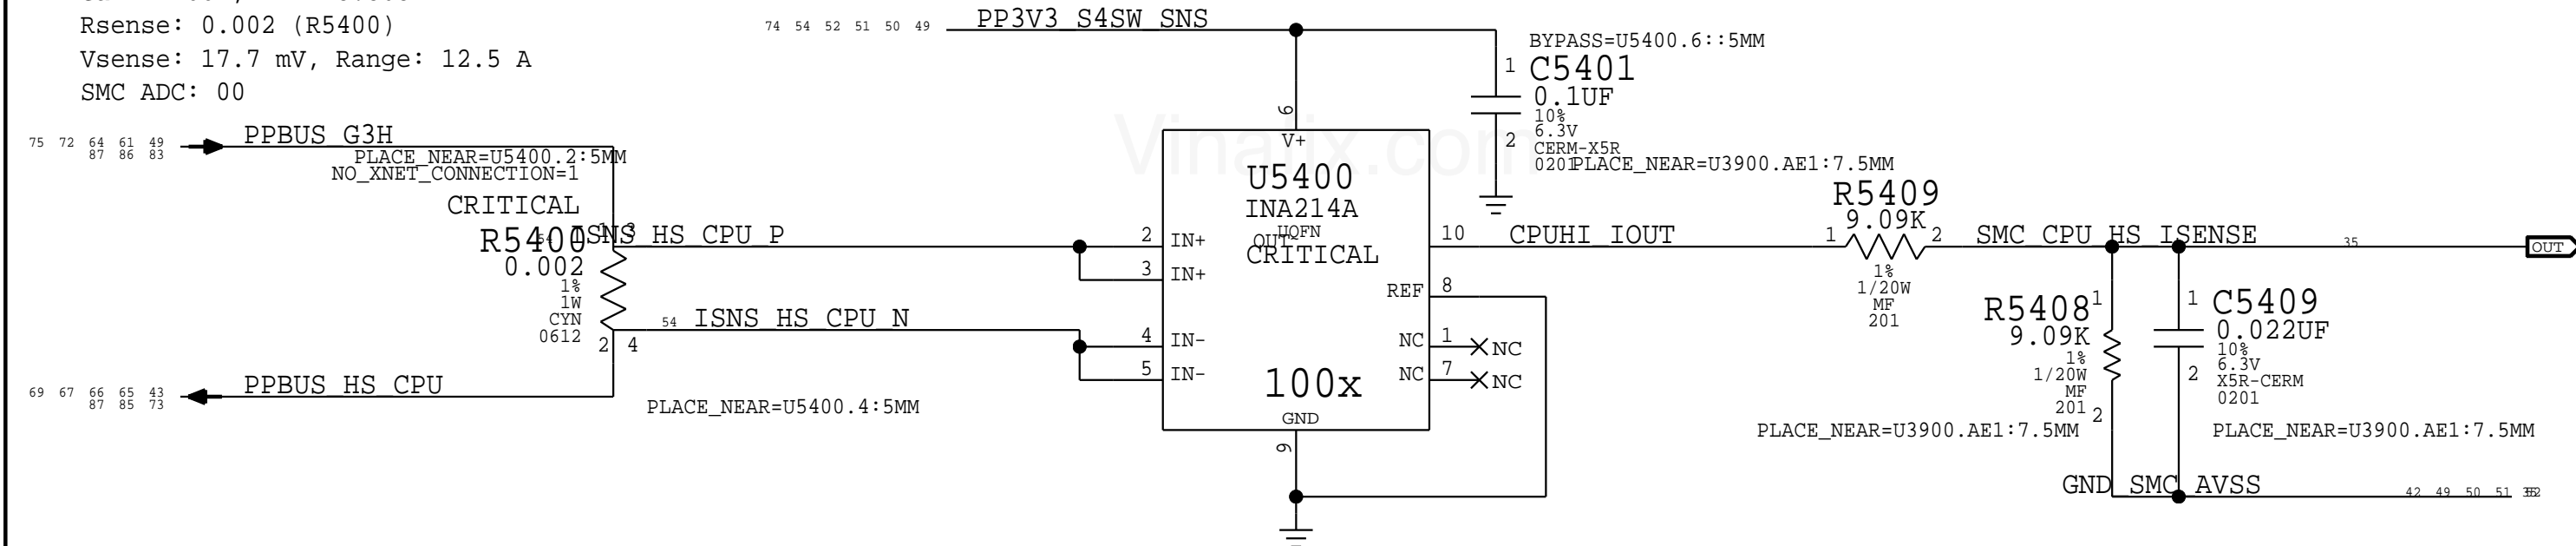 Rsense: 0.002 (R5400)
Vsense: 17.7 mV, Range: 12.5 A
SMC ADC: 00
75 72 64 61 49
87 86 83
PPBUS_G3H
PLACE_NEAR=U5400.2:5MM
NO_XNET_CONNECTION=1
CRITICAL
R5400
0.002
1%
1W
CYN
0612
1 3
2 4
54 ISNS_HS_CPU_P
54 ISNS_HS_CPU_N
69 67 66 65 43
87 85 73
PPBUS_HS_CPU
PLACE_NEAR=U5400.4:5MM
74 54 52 51 50 49
PP3V3_S4SW_SNS
6
V+
U5400
INA214A
UQFN
OUT
CRITICAL
2 IN+
3 IN+
4 IN-
5 IN-
100x
GND
9
10
REF 8
NC 1 NC
NC 7 NC
Vinafix.com
BYPASS=U5400.6::5MM
1 C5401
0.1UF
10%
6.3V
2
CERM-X5R
0201
PLACE_NEAR=U3900.AE1:7.5MM
CPUHI_IOUT
R5409
9.09K
1 2
1%
1/20W
MF
201
SMC_CPU_HS_ISENSE
35
OUT
R5408
1
9.09K
1%
1/20W
MF
201
2
PLACE_NEAR=U3900.AE1:7.5MM
1 C5409
0.022UF
10%
6.3V
2
X5R-CERM
0201
PLACE_NEAR=U3900.AE1:7.5MM
GND_SMC_AVSS
42 49 50 51